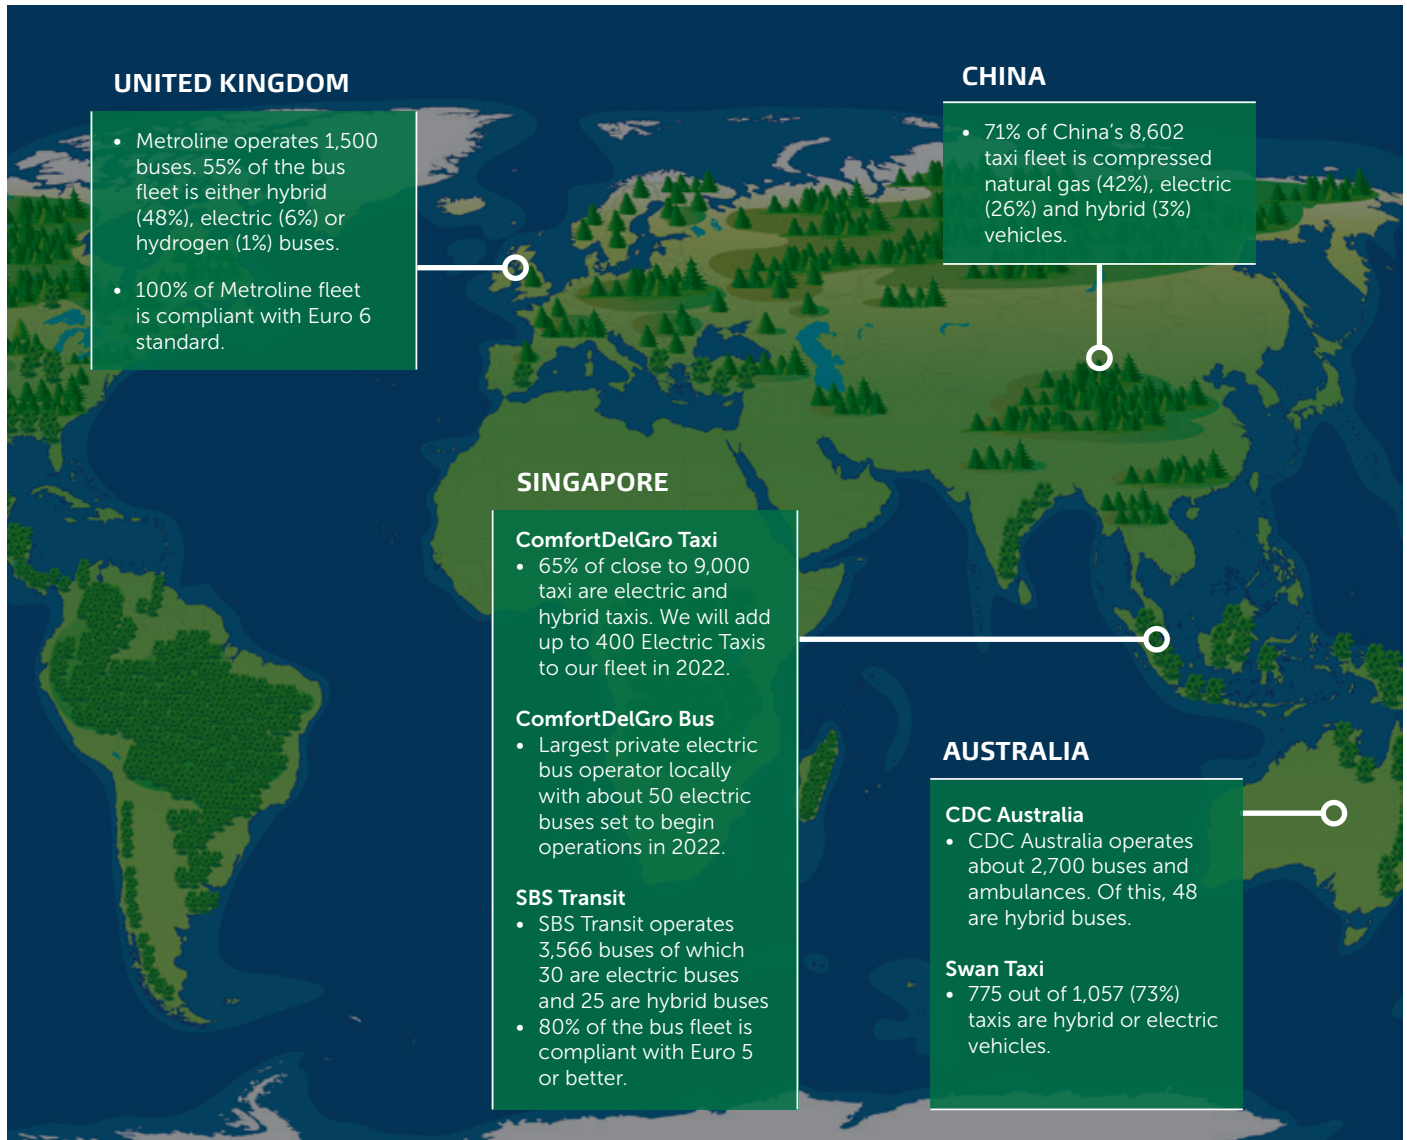 UNITED KINGDOM
• Metroline operates 1,500
buses. 55% of the bus
fleet is either hybrid
(48%), electric (6%) or
hydrogen (1%) buses.
• 100% of Metroline fleet
is compliant with Euro 6
standard.
CHINA
• 71% of China’s 8,602
taxi fleet is compressed
natural gas (42%), electric
(26%) and hybrid (3%)
vehicles.
SINGAPORE
ComfortDelGro Taxi
• 65% of close to 9,000
taxi are electric and
hybrid taxis. We will add
up to 400 Electric Taxis
to our fleet in 2022.
ComfortDelGro Bus
• Largest private electric
bus operator locally
with about 50 electric
buses set to begin
operations in 2022.
SBS Transit
• SBS Transit operates
3,566 buses of which
30 are electric buses
and 25 are hybrid buses
• 80% of the bus fleet is
compliant with Euro 5
or better.
AUSTRALIA
CDC Australia
• CDC Australia operates
about 2,700 buses and
ambulances. Of this, 48
are hybrid buses.
Swan Taxi
• 775 out of 1,057 (73%)
taxis are hybrid or electric
vehicles.